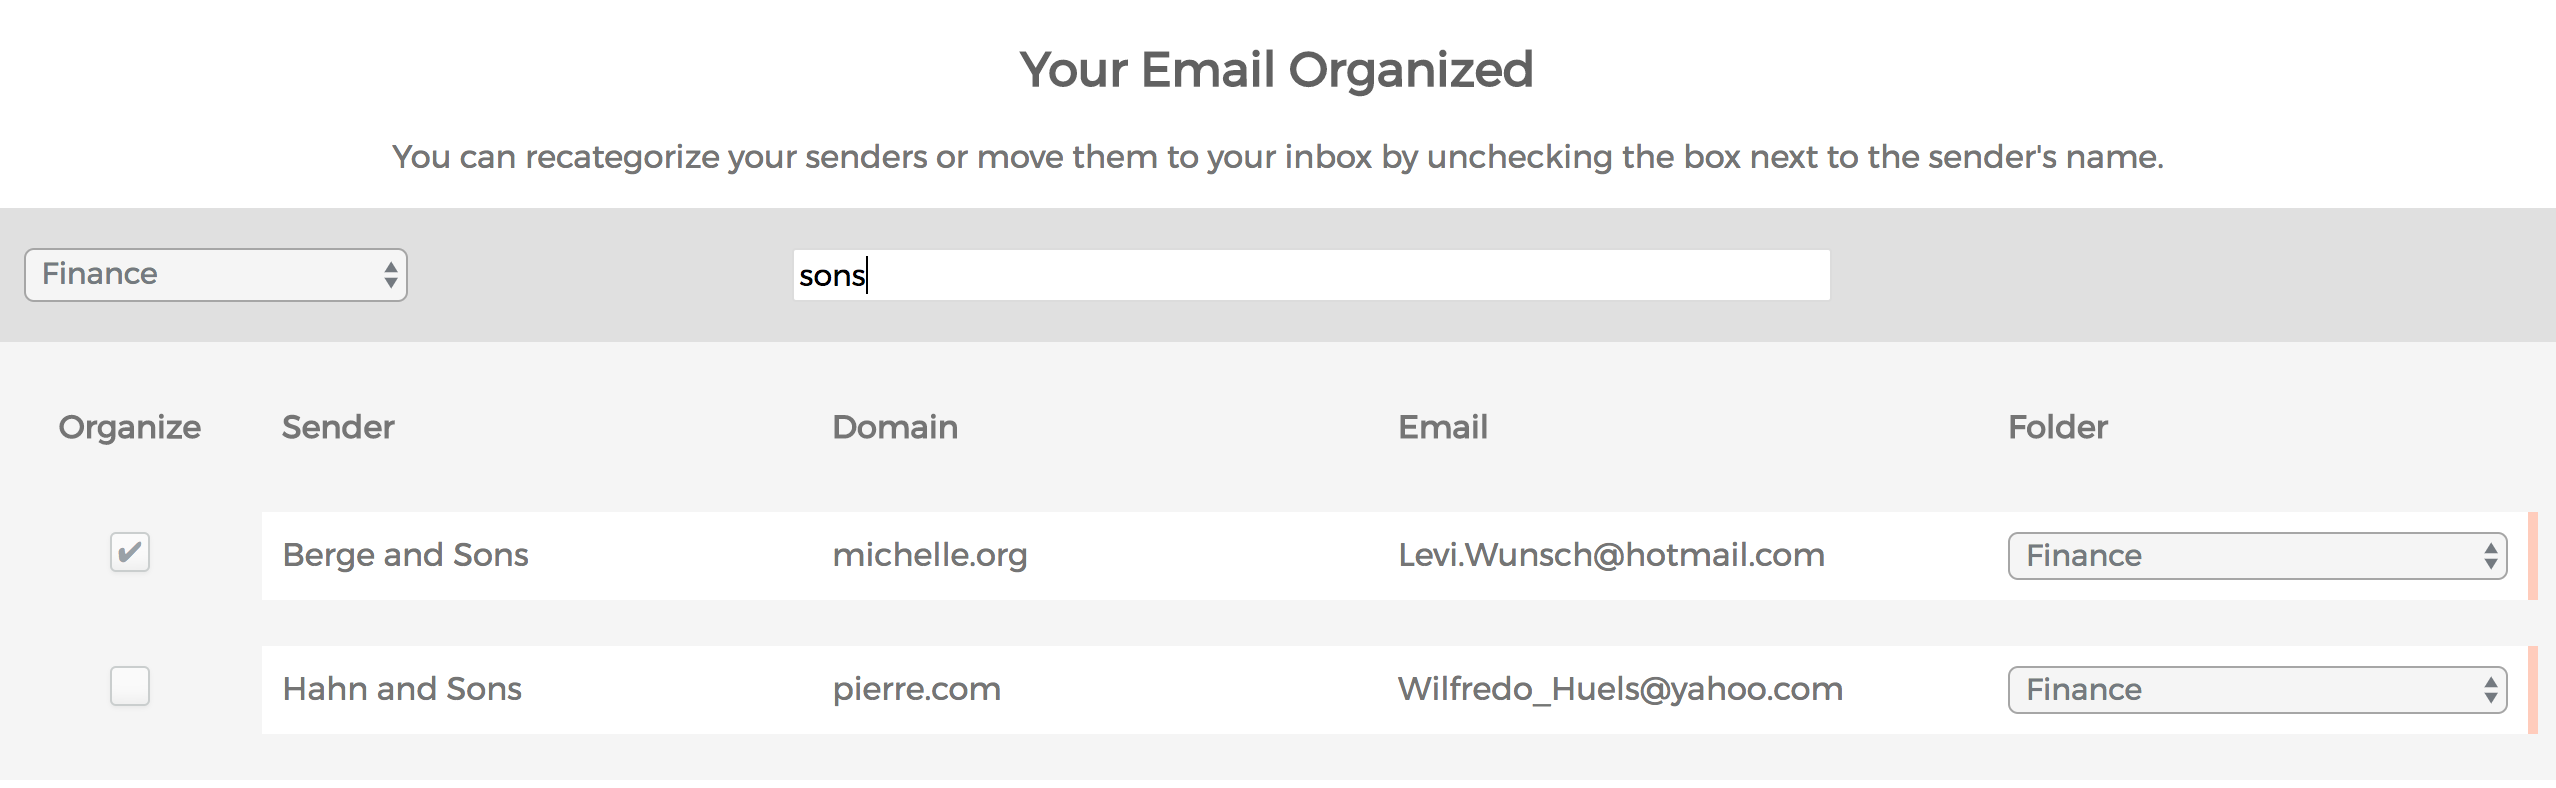 Your Email Organized
You can recategorize your senders or move them to your inbox by unchecking the box next to the sender's name.
Finance sons
Organize Sender Domain Email Folder
Berge and Sons michelle.org Levi.Wunsch@hotmail.com Finance
Hahn and Sons pierre.com Wilfredo_Huels@yahoo.com Finance